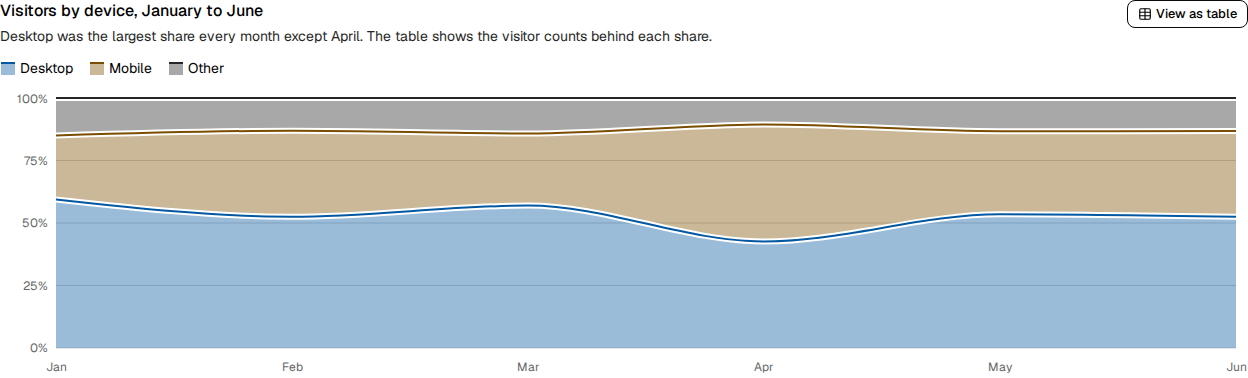 Visitors by device, January to June
View as table
Desktop was the largest share every month except April. The table shows the visitor counts behind each share.
Desktop Mobile Other
100%
75%
50%
25%
0%
Jan Feb Mar Apr May Jun